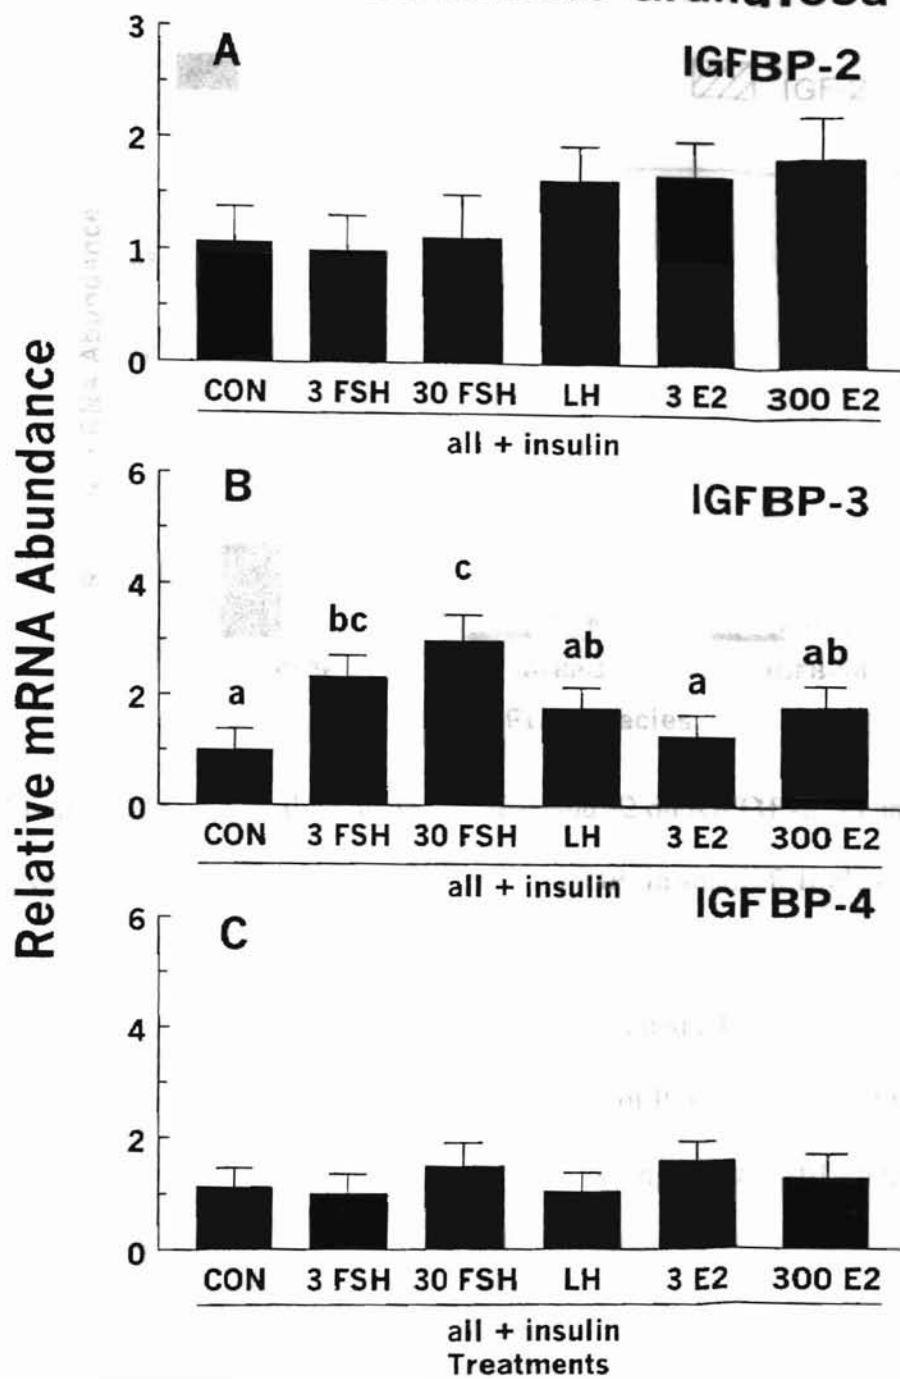 3
A
IGFBP-2
2
1
0
CON 3 FSH 30 FSH LH 3 E2 300 E2
all + insulin
Relative mRNA Abundance
6
B
IGFBP-3
4
c
bc
ab
ab
a
a
2
0
CON 3 FSH 30 FSH LH 3 E2 300 E2
all + insulin
IGFBP-4
6
C
4
2
0
CON 3 FSH 30 FSH LH 3 E2 300 E2
all + insulin
Treatments